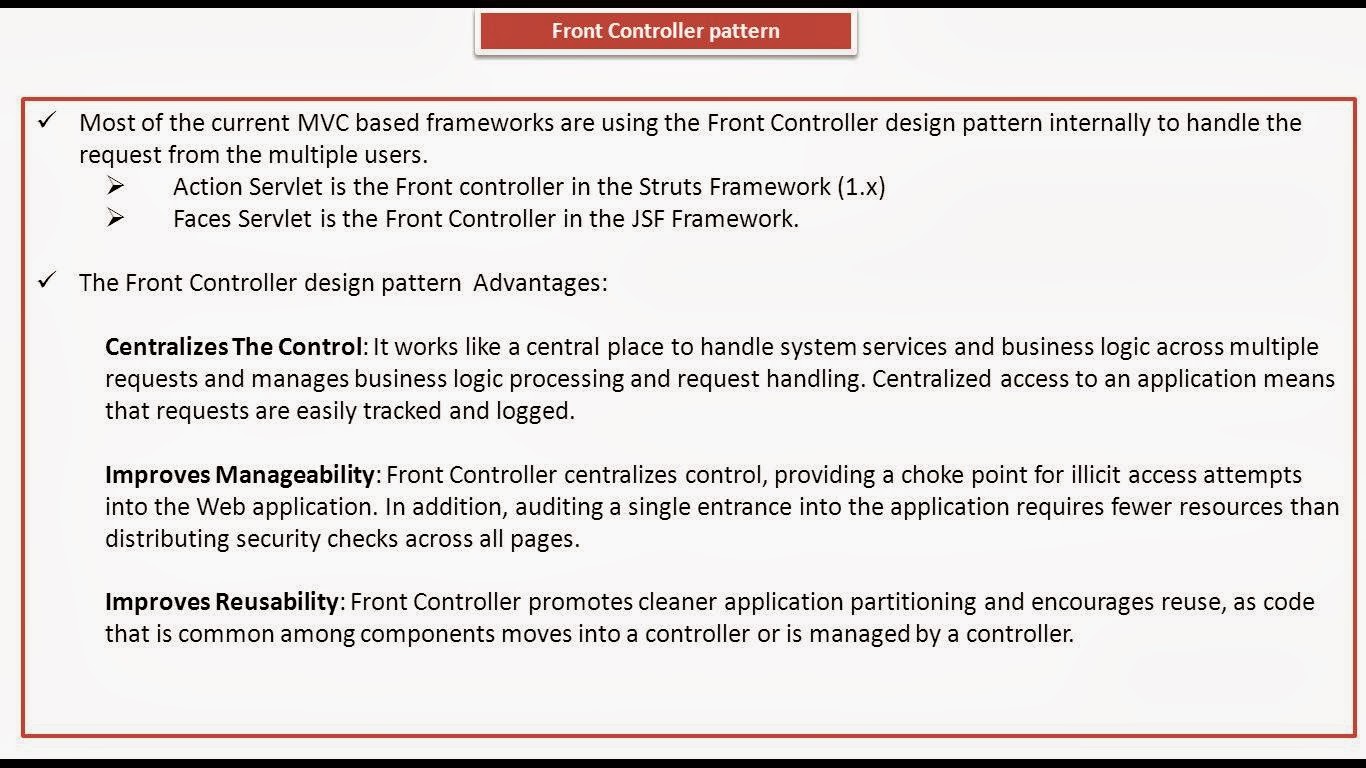 Front Controller pattern
✓ Most of the current MVC based frameworks are using the Front Controller design pattern internally to handle the
request from the multiple users.
➢ Action Servlet is the Front controller in the Struts Framework (1.x)
➢ Faces Servlet is the Front Controller in the JSF Framework.
✓ The Front Controller design pattern Advantages:
Centralizes The Control: It works like a central place to handle system services and business logic across multiple
requests and manages business logic processing and request handling. Centralized access to an application means
that requests are easily tracked and logged.
Improves Manageability: Front Controller centralizes control, providing a choke point for illicit access attempts
into the Web application. In addition, auditing a single entrance into the application requires fewer resources than
distributing security checks across all pages.
Improves Reusability: Front Controller promotes cleaner application partitioning and encourages reuse, as code
that is common among components moves into a controller or is managed by a controller.